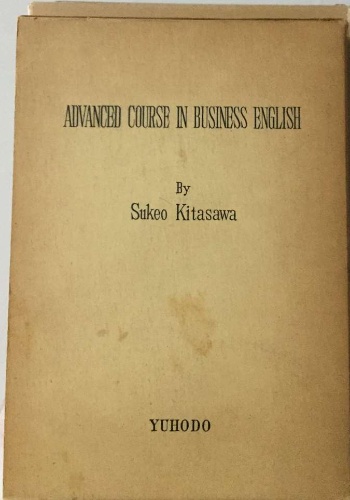 ADVANCED COURSE IN BUSINESS ENGLISH
By
Sukeo Kitasawa
YUHODO